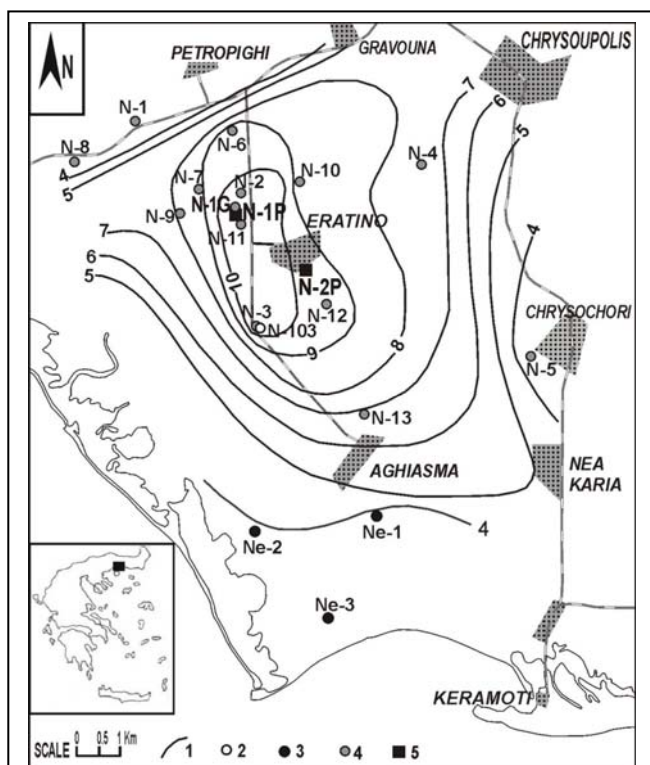 N
PETROPIGHI
GRAVOUNA
CHRYSOUPOLIS
N-1
N-8
4
5
N-6
7
6
5
N-4
N-7
N-2
N-10
N-1G
N-1P
N-9
N-11
ERATINO
4
7
6
5
10
N-2P
N-12
N-3
N-103
9
8
CHRYSOCHORI
N-5
N-13
AGHIASMA
NEA
KARIA
4
Ne-1
Ne-2
Ne-3
KERAMOTI
SCALE 0 0.5 1 Km
1 2 3 4 5